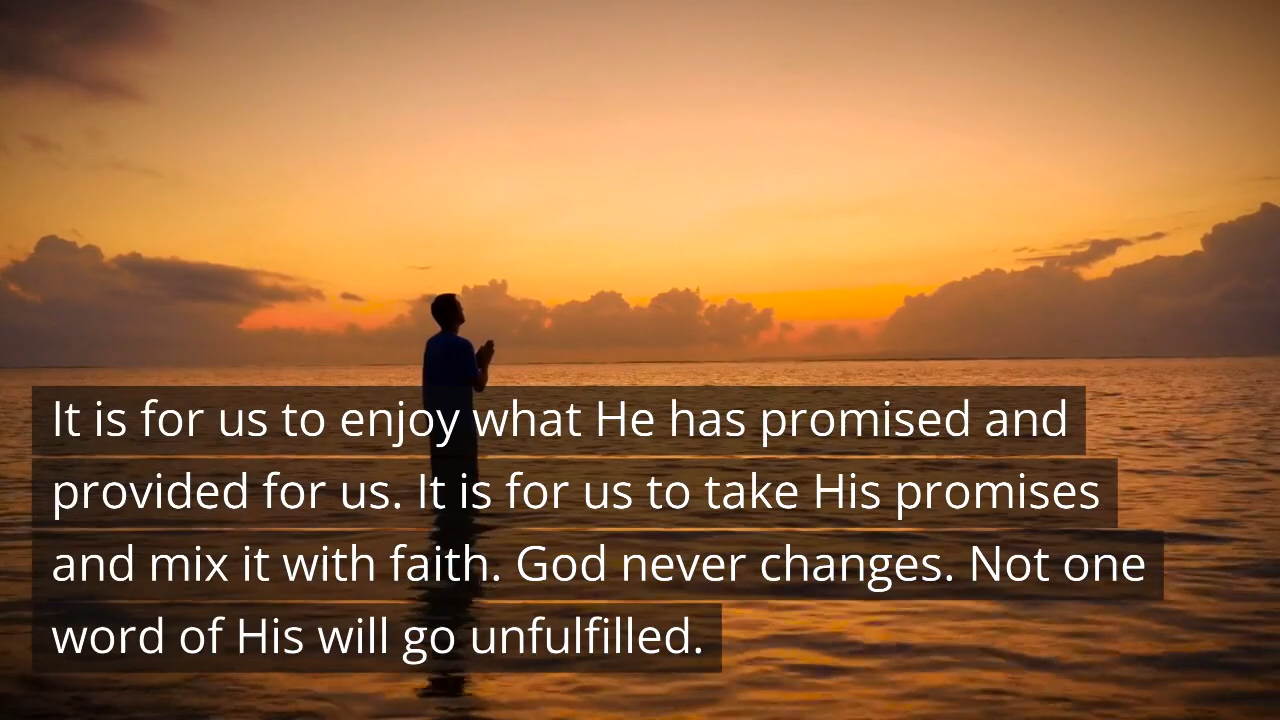 It is for us to enjoy what He has promised and
provided for us. It is for us to take His promises
and mix it with faith. God never changes. Not one
word of His will go unfulfilled.